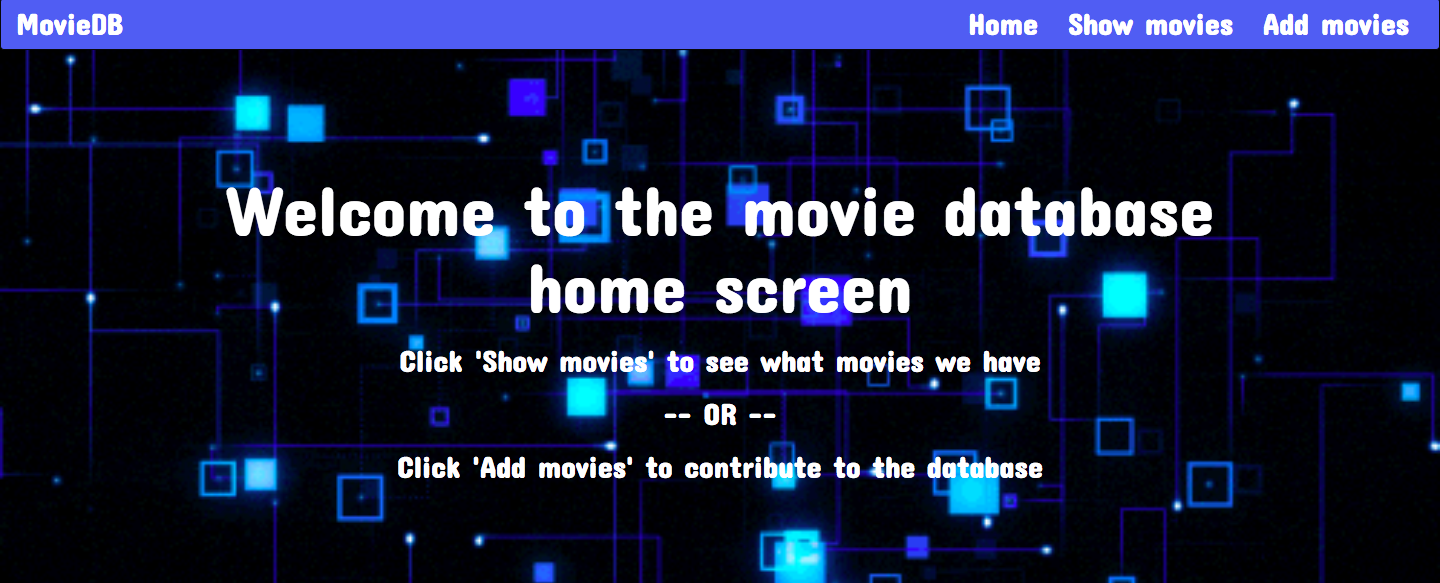 MovieDB Home Show movies Add movies
Welcome to the movie database
home screen
Click 'Show movies' to see what movies we have
-- OR --
Click 'Add movies' to contribute to the database